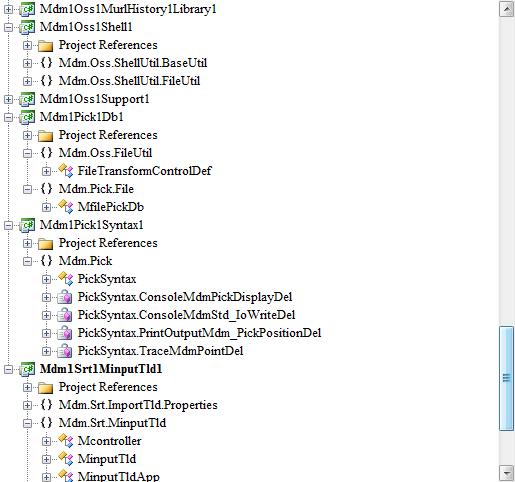 Mdm1Oss1MurlHistory1Library1
Mdm1Oss1Shell1
Project References
{} Mdm.Oss.ShellUtil.BaseUtil
{} Mdm.Oss.ShellUtil.FileUtil
Mdm1Oss1Support1
Mdm1Pick1Db1
Project References
{} Mdm.Oss.FileUtil
FileTransformControlDef
{} Mdm.Pick.File
MfilePickDb
Mdm1Pick1Syntax1
Project References
{} Mdm.Pick
PickSyntax
PickSyntax.ConsoleMdmPickDisplayDel
PickSyntax.ConsoleMdmStd_IoWriteDel
PickSyntax.PrintOutputMdm_PickPositionDel
PickSyntax.TraceMdmPointDel
Mdm1Srt1MinputTld1
Project References
{} Mdm.Srt.ImportTld.Properties
{} Mdm.Srt.MinputTld
Mcontroller
MinputTld
MinputTldApp